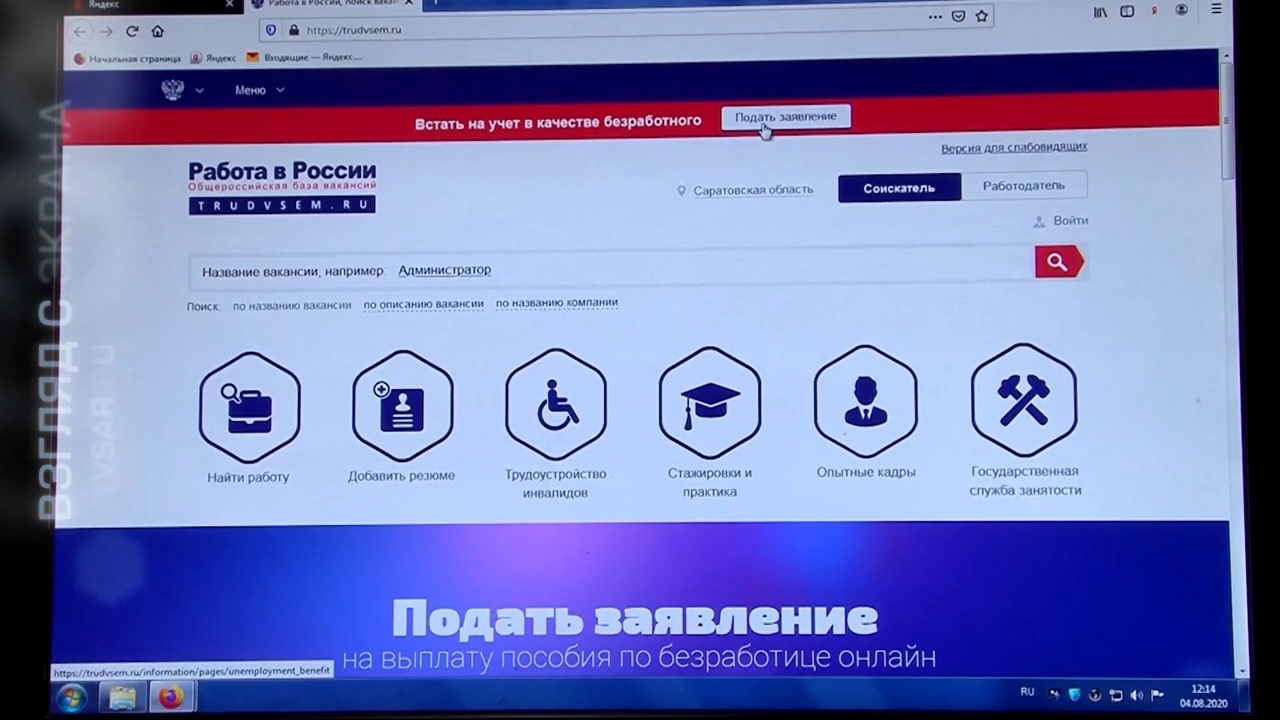 Яндекс
Работа в России, поиск вакан
https://trudvsem.ru
Начальная страница
Яндекс
Входящие — Яндекс....
Меню
Встать на учет в качестве безработного
Подать заявление
Версия для слабовидящих
Работа в России
Общероссийская база вакансий
TRUDVSEM.RU
Саратовская область
Соискатель
Работодатель
Войти
Название вакансии, например: Администратор
Поиск: по названию вакансии по описанию вакансии по названию компании
Найти работу
Добавить резюме
Трудоустройство
инвалидов
Стажировки и
практика
Опытные кадры
Государственная
служба занятости
Подать заявление
на выплату пособия по безработице онлайн
https://trudvsem.ru/information/pages/unemployment_benefit
RU
12:14
04.08.2020
ВЗГЛЯД С ЭКРАНА
VSAR.RU